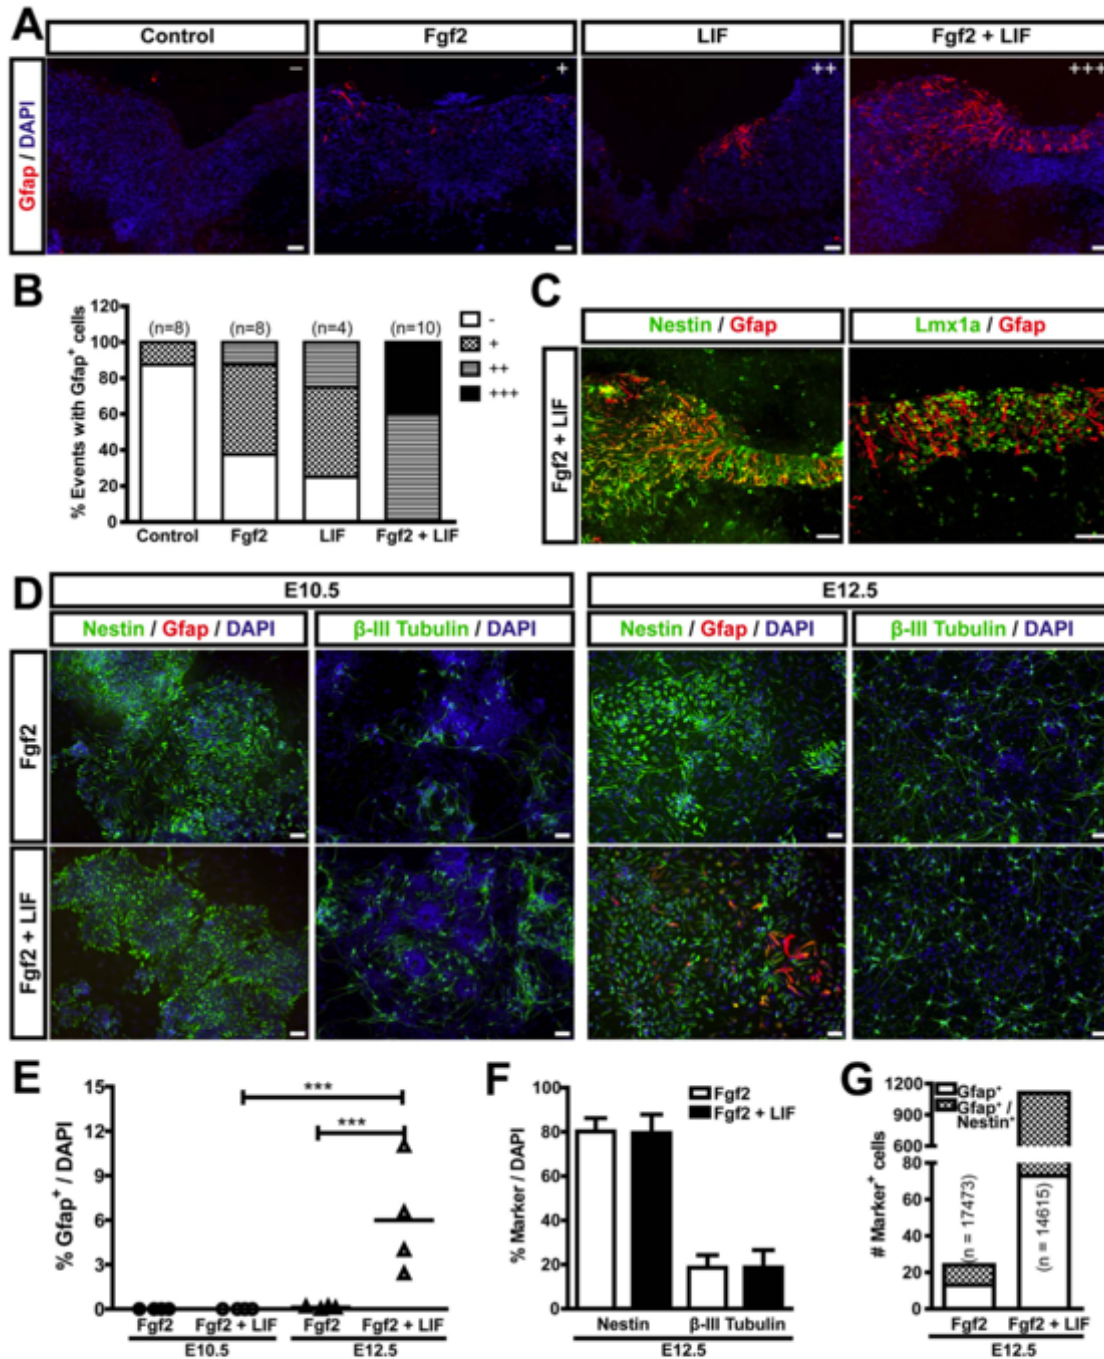 A
Control
Fgf2
LIF
Fgf2 + LIF
Gfap / DAPI
–
+
++
+++
B
% Events with Gfap⁺ cells
120
100
80
60
40
20
0
(n=8)
(n=8)
(n=4)
(n=10)
Control
Fgf2
LIF
Fgf2 + LIF
-
+
++
+++
C
Nestin / Gfap
Lmx1a / Gfap
Fgf2 + LIF
D
E10.5
E12.5
Nestin / Gfap / DAPI
β-III Tubulin / DAPI
Nestin / Gfap / DAPI
β-III Tubulin / DAPI
Fgf2
Fgf2 + LIF
E
% Gfap⁺ / DAPI
15
12
9
6
3
0
***
***
Fgf2
Fgf2 + LIF
Fgf2
Fgf2 + LIF
E10.5
E12.5
F
% Marker / DAPI
100
80
60
40
20
0
Fgf2
Fgf2 + LIF
Nestin
β-III Tubulin
E12.5
G
# Marker⁺ cells
1200
900
600
80
60
40
20
0
Gfap⁺
Gfap⁺ /
Nestin⁺
(n = 17473)
(n = 14615)
Fgf2
Fgf2 + LIF
E12.5